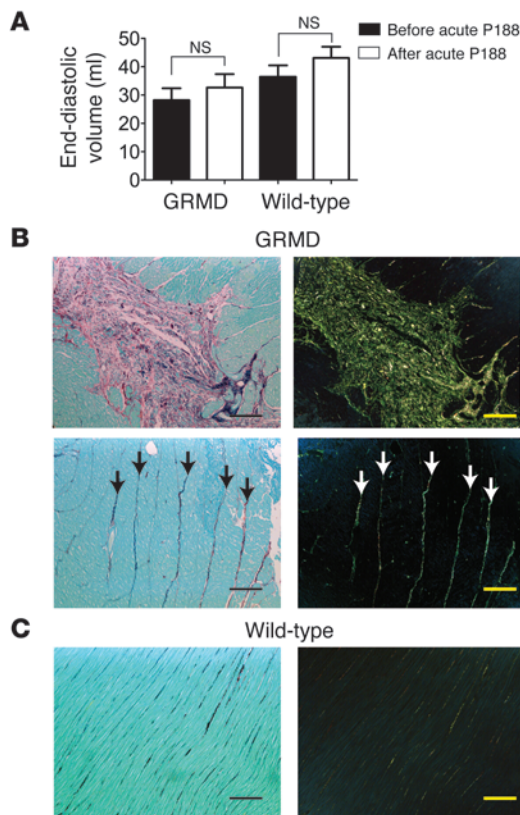 A
NS
NS
Before acute P188
After acute P188
End-diastolic
volume (ml)
50
40
30
20
10
0
GRMD
Wild-type
B
GRMD
C
Wild-type